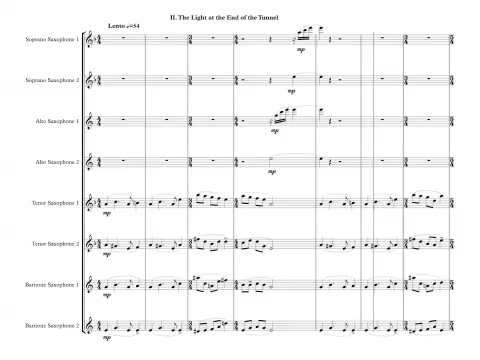 II. The Light at the End of the Tunnel
Lento ♩=54
Soprano Saxophone 1
mp
Soprano Saxophone 2
mp
Alto Saxophone 1
mp
Alto Saxophone 2
mp
Tenor Saxophone 1
mp
Tenor Saxophone 2
mp
Baritone Saxophone 1
mp
Baritone Saxophone 2
mp